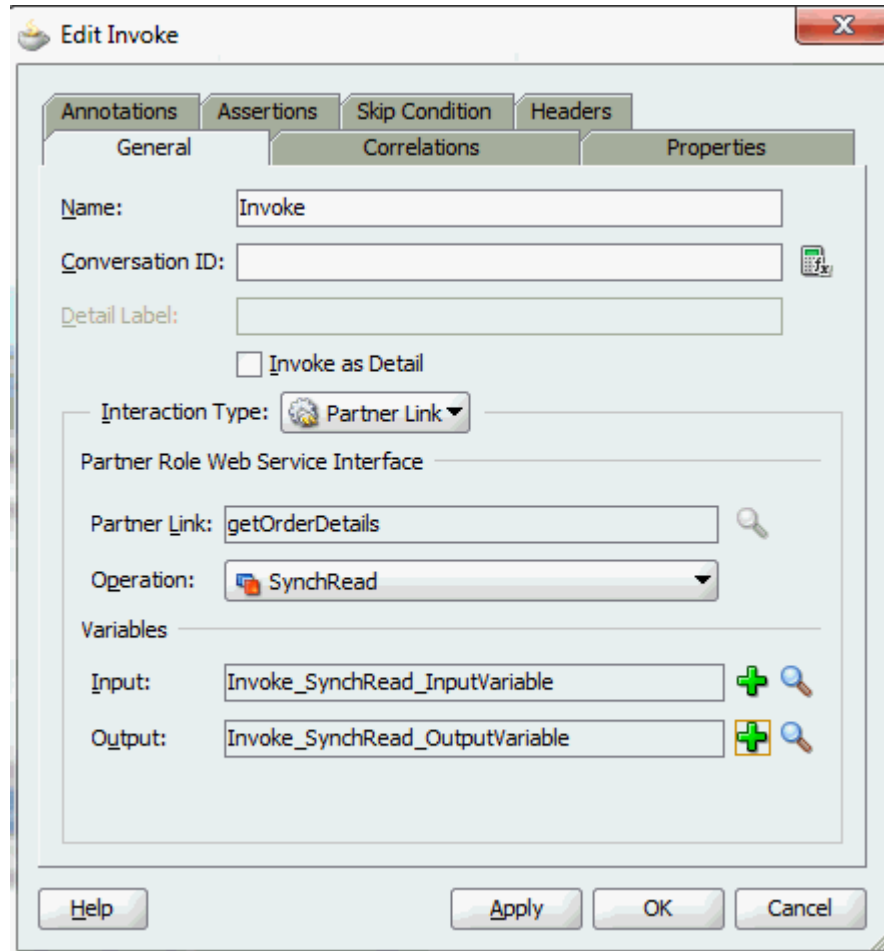 Edit Invoke
Annotations Assertions Skip Condition Headers
General Correlations Properties
Name: Invoke
Conversation ID:
Detail Label:
Invoke as Detail
Interaction Type: Partner Link
Partner Role Web Service Interface
Partner Link: getOrderDetails
Operation: SynchRead
Variables
Input: Invoke_SynchRead_InputVariable
Output: Invoke_SynchRead_OutputVariable
Help Apply OK Cancel